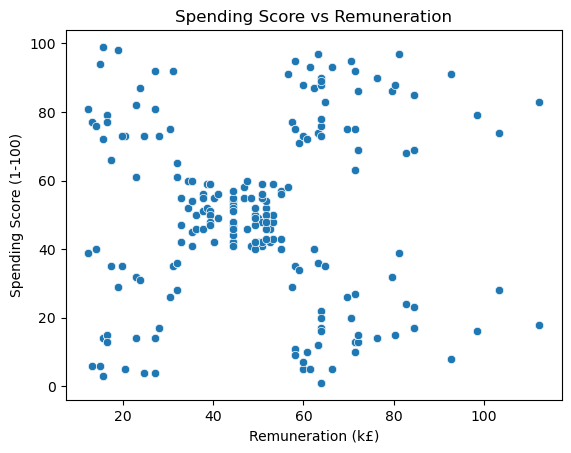 Spending Score vs Remuneration
100
80
60
40
20
0
Spending Score (1-100)
20 40 60 80 100
Remuneration (k£)